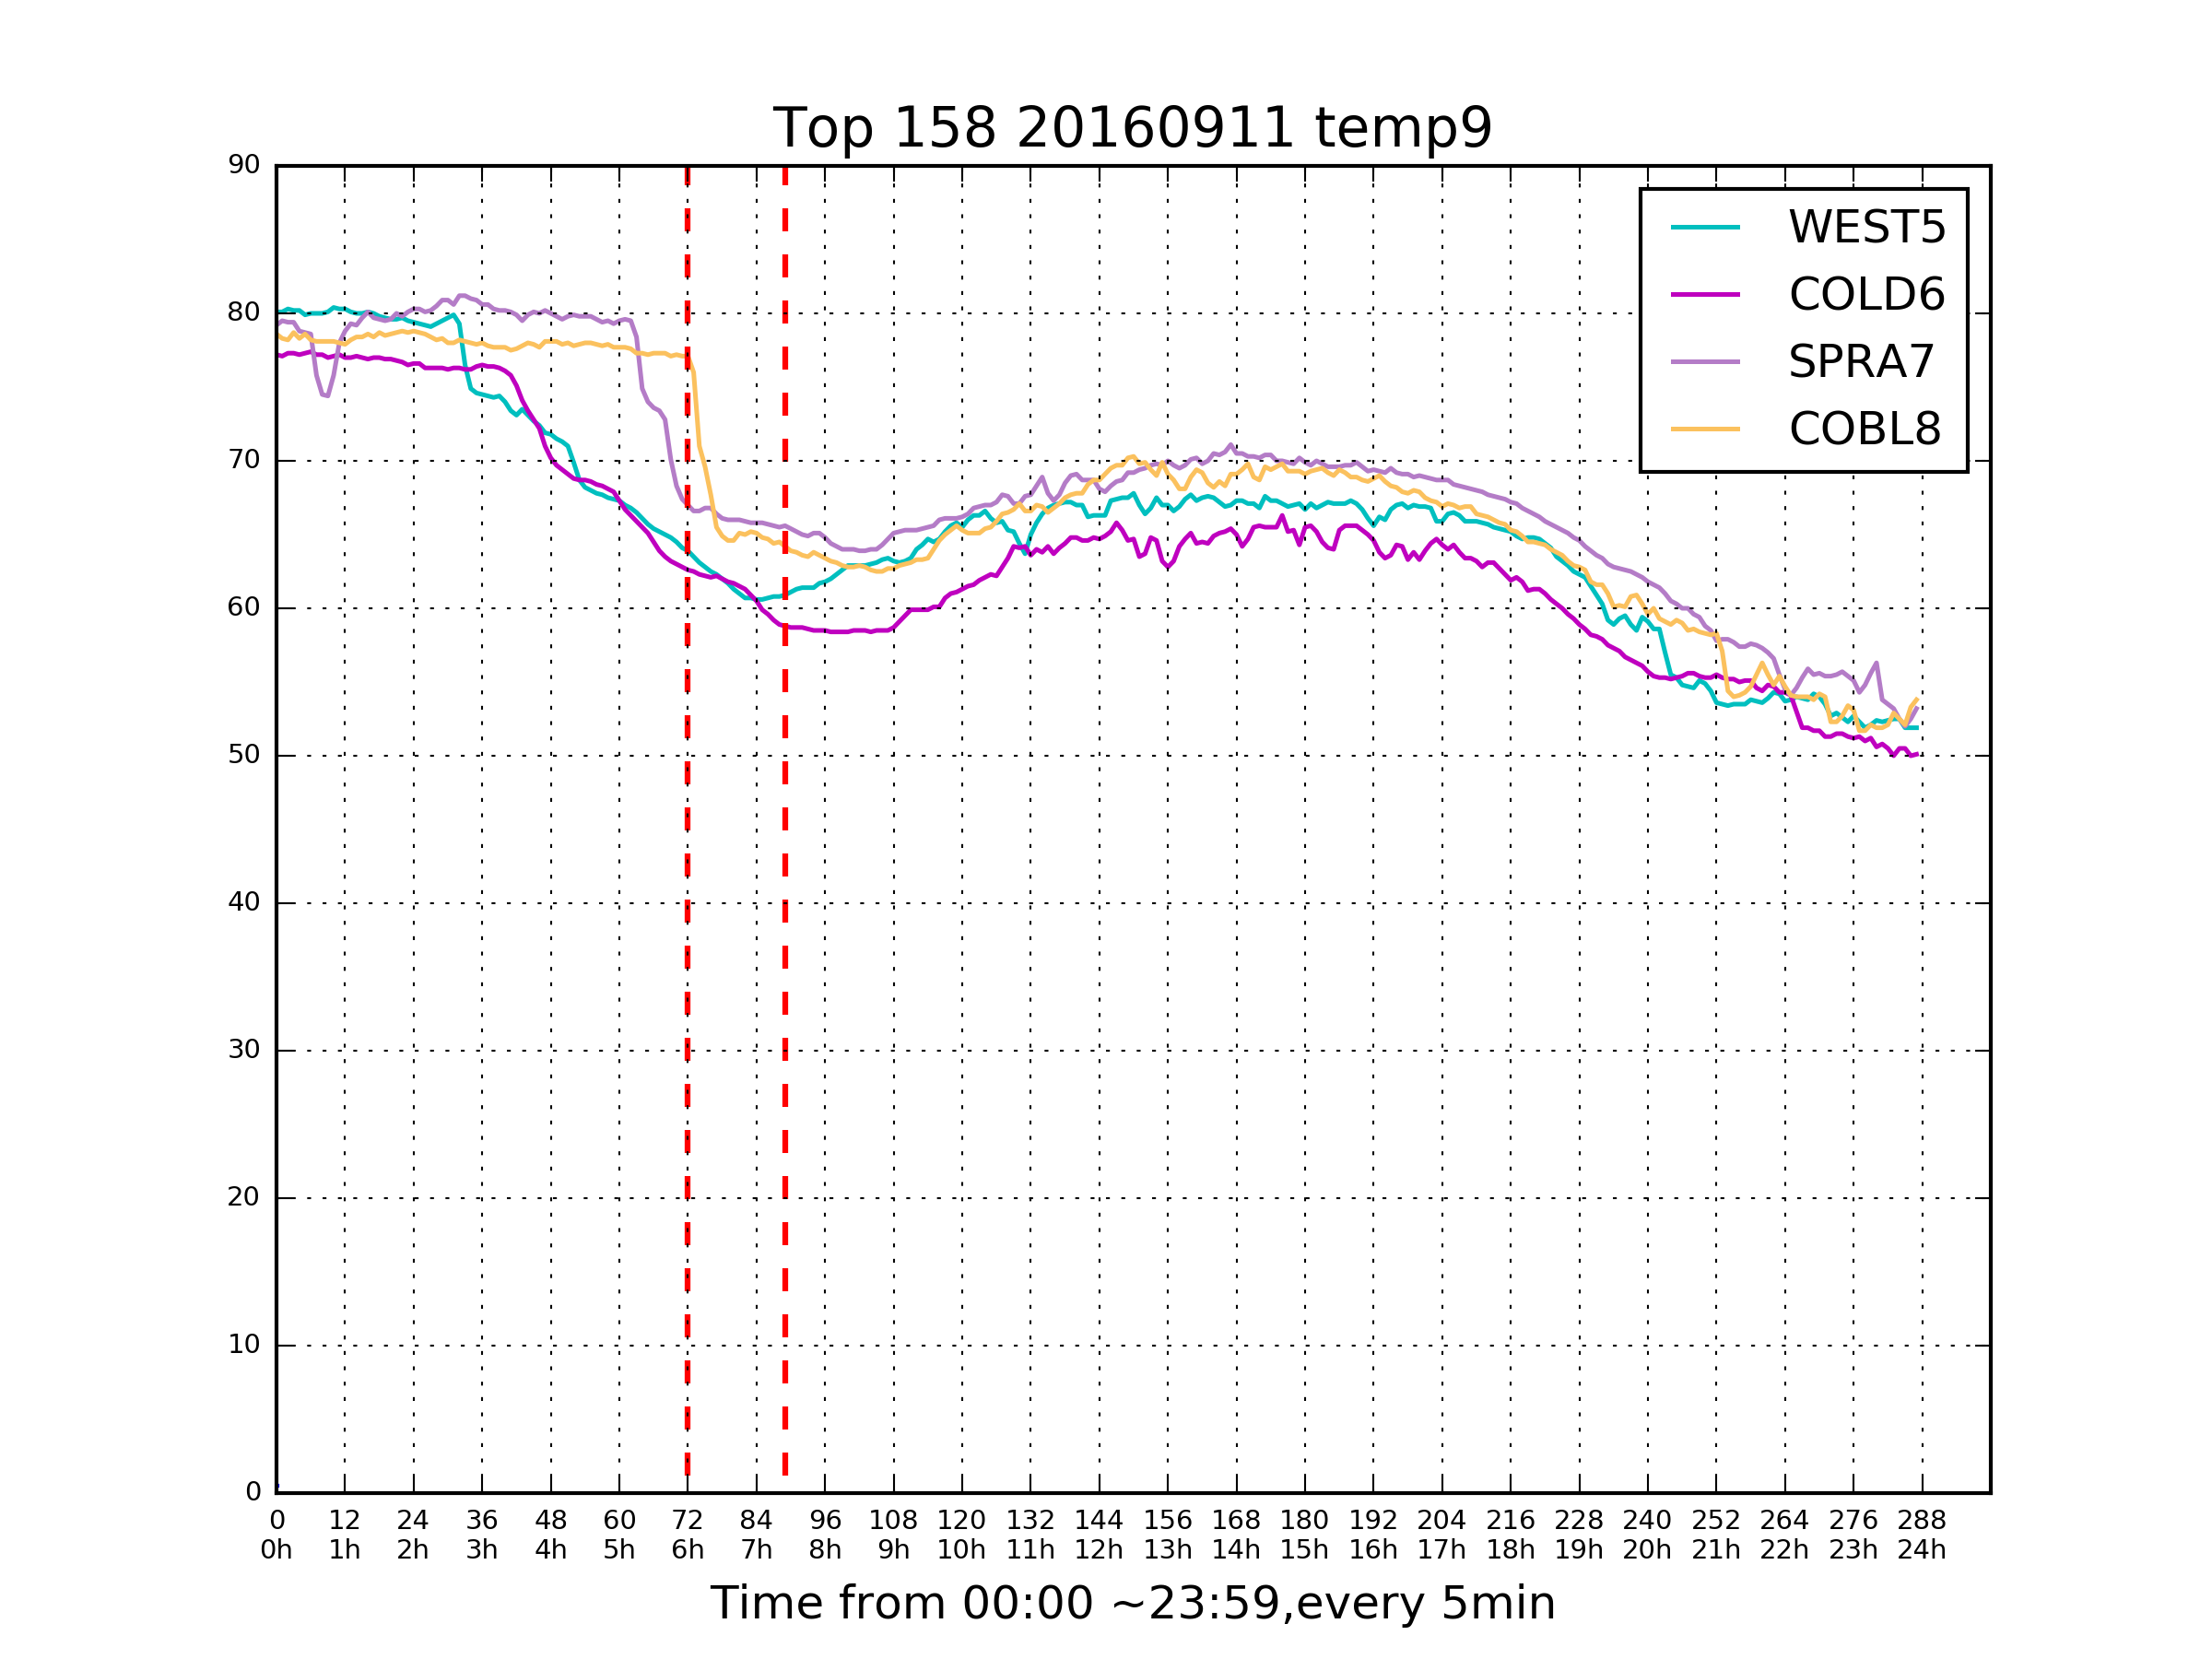 Top 158 20160911 temp9
WEST5
COLD6
SPRA7
COBL8
90
80
70
60
50
40
30
20
10
0
0 12 24 36 48 60 72 84 96 108 120 132 144 156 168 180 192 204 216 228 240 252 264 276 288
0h 1h 2h 3h 4h 5h 6h 7h 8h 9h 10h 11h 12h 13h 14h 15h 16h 17h 18h 19h 20h 21h 22h 23h 24h
Time from 00:00 ~23:59,every 5min